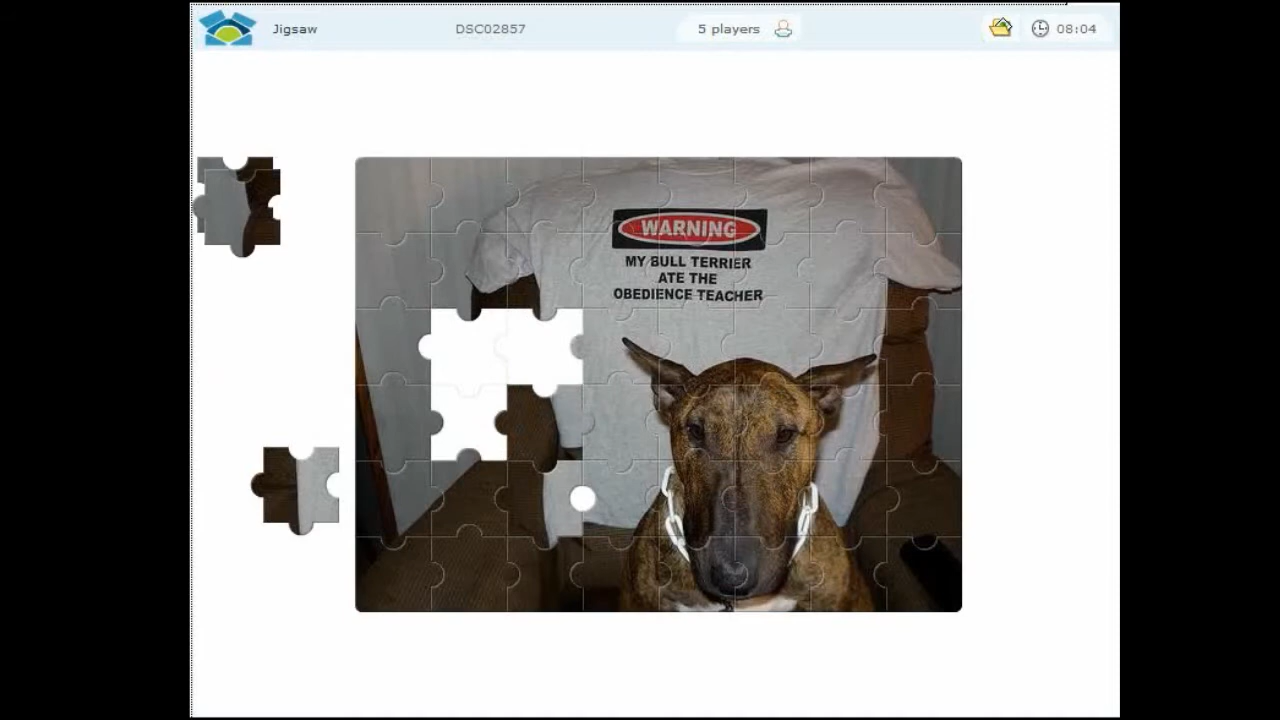 Jigsaw DSC02857 5 players 08:04
WARNING
MY BULL TERRIER
ATE THE
OBEDIENCE TEACHER